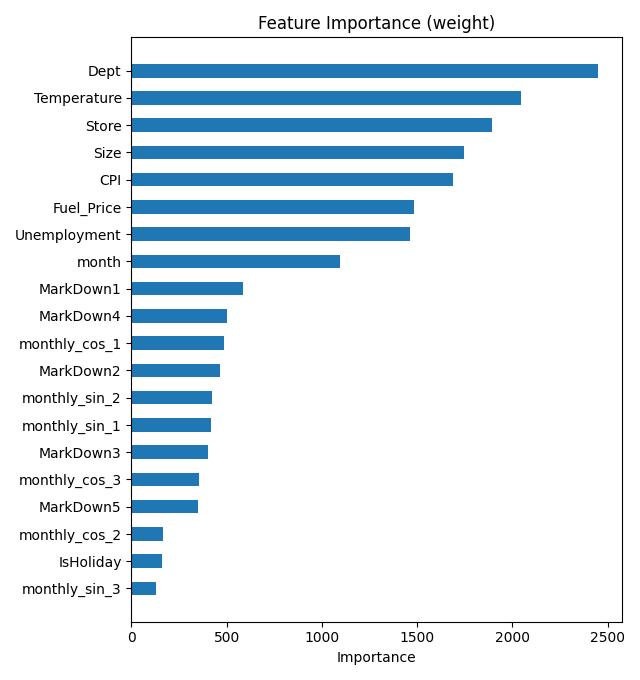 Feature Importance (weight)
Dept
Temperature
Store
Size
CPI
Fuel_Price
Unemployment
month
MarkDown1
MarkDown4
monthly_cos_1
MarkDown2
monthly_sin_2
monthly_sin_1
MarkDown3
monthly_cos_3
MarkDown5
monthly_cos_2
IsHoliday
monthly_sin_3
0 500 1000 1500 2000 2500
Importance